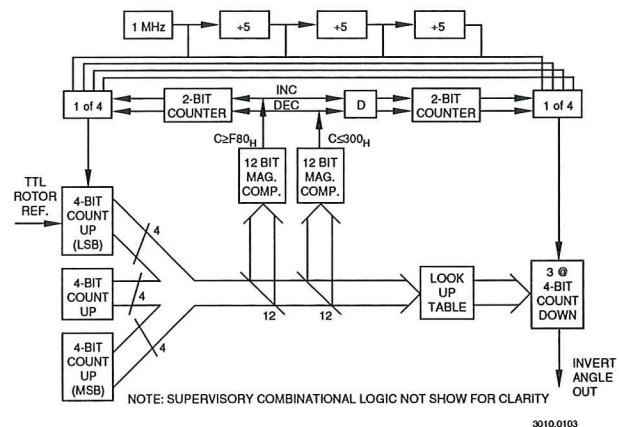 1 MHz
÷5
÷5
÷5
1 of 4
2-BIT
COUNTER
INC
DEC
D
2-BIT
COUNTER
1 of 4
C≥F80H
C≤300H
12 BIT
MAG.
COMP.
12 BIT
MAG.
COMP.
TTL
ROTOR
REF.
4-BIT
COUNT
UP
(LSB)
4
4-BIT
COUNT
UP
4
4-BIT
COUNT
UP
(MSB)
4
12
12
LOOK
UP
TABLE
3 @
4-BIT
COUNT
DOWN
INVERT
ANGLE
OUT
NOTE: SUPERVISORY COMBINATIONAL LOGIC NOT SHOW FOR CLARITY
3010.0103